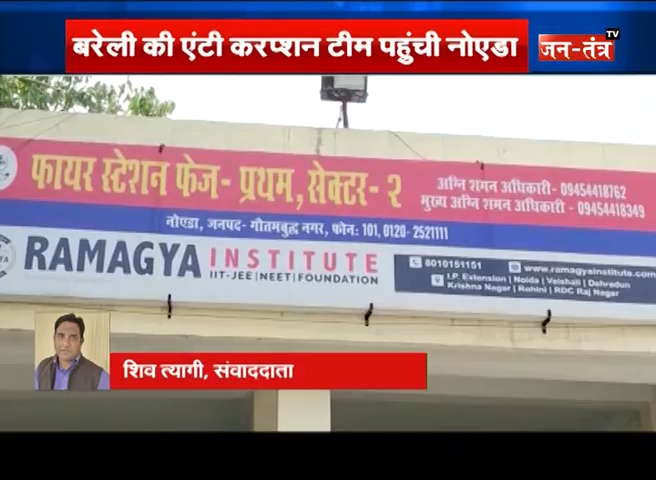 बरेली की एंटी करप्शन टीम पहुंची नोएडा
जन-तंत्र TV
फायर स्टेशन फेज- प्रथम, सेक्टर- २
अग्नि शमन अधिकारी- 09454418762
मुख्य अग्नि शमन अधिकारी - 09454418349
नोएडा, जनपद- गौतमबुद्ध नगर, फोन: 101, 0120- 2521111
RAMAGYA INSTITUTE
IIT-JEE | NEET | FOUNDATION
8010151151 www.ramagyainstitute.com
I.P. Extension | Noida | Vaishali | Dehradun
Krishna Nagar | Rohini | RDC Raj Nagar
शिव त्यागी, संवाददाता